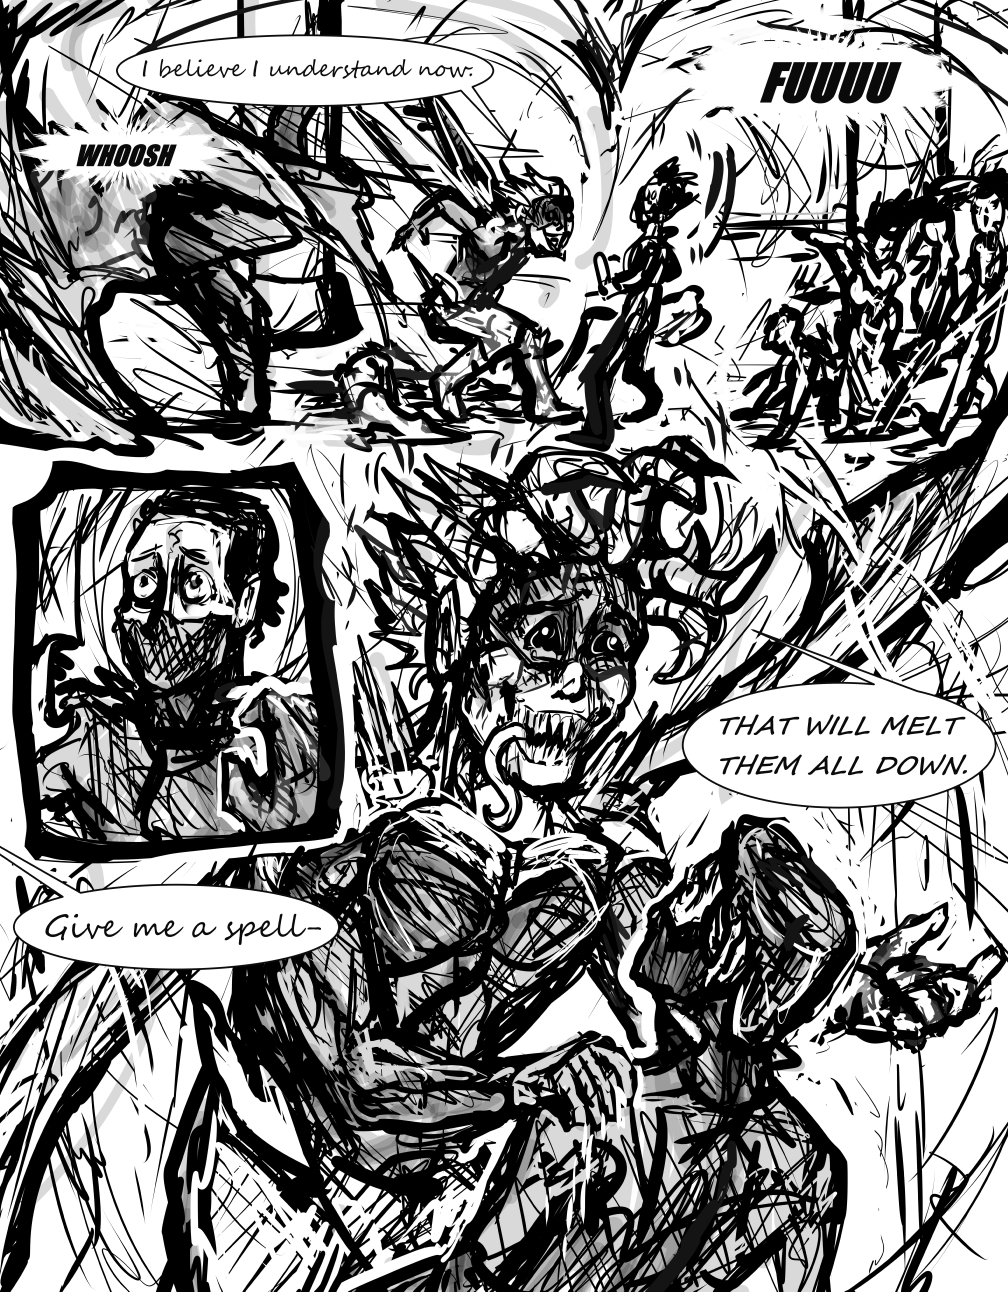 I believe I understand now.
FUUUU
WHOOSH
Give me a spell-
THAT WILL MELT
THEM ALL DOWN.